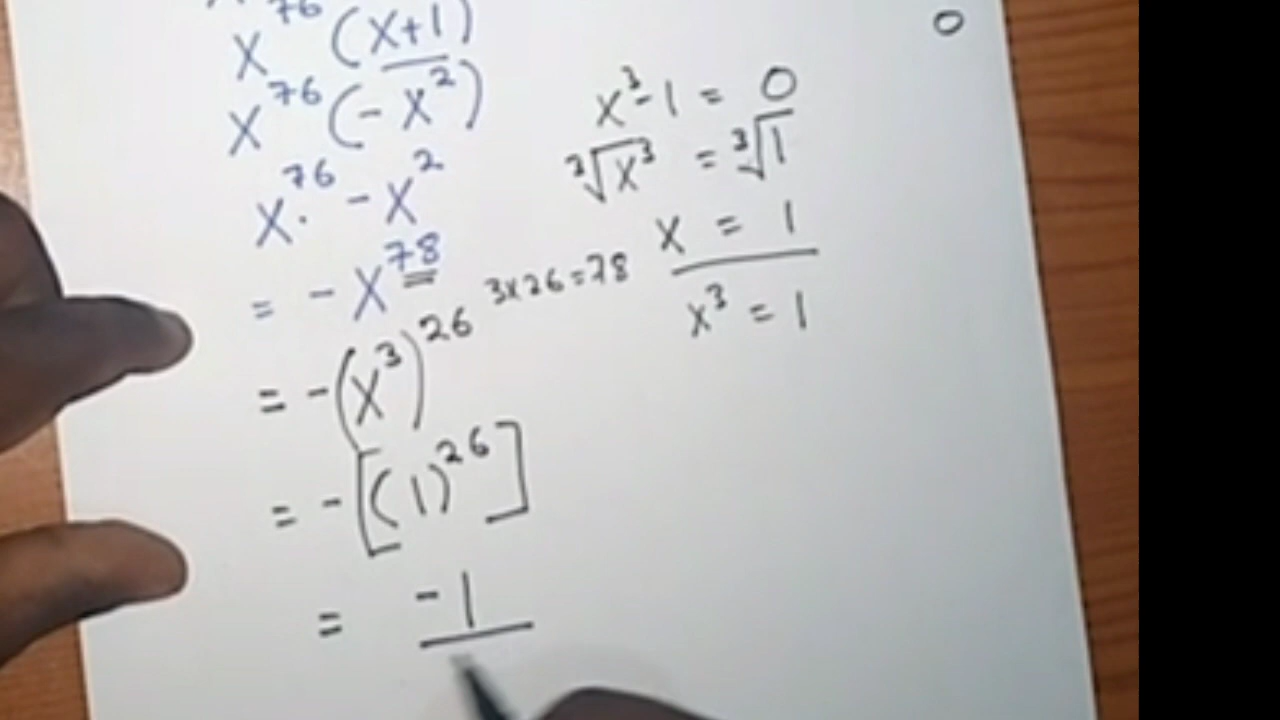 x^76 (x+1)
x^76 (-x^2)
x^76 · -x^2
= -x^78
3x26=78
= -(x^3)^26
= -[(1)^26]
= -1
0
x^3-1 = 0
∛x^3 = ∛1
x = 1
x^3 = 1